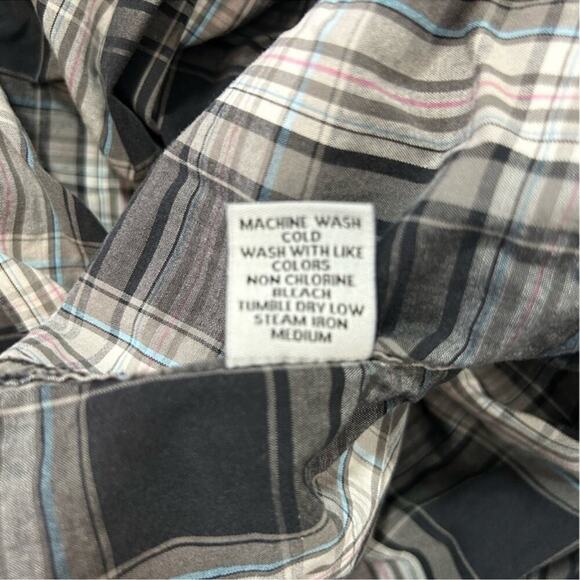 MACHINE WASH
COLD
WASH WITH LIKE
COLORS
NON CHLORINE
BLEACH
TUMBLE DRY LOW
STEAM IRON
MEDIUM